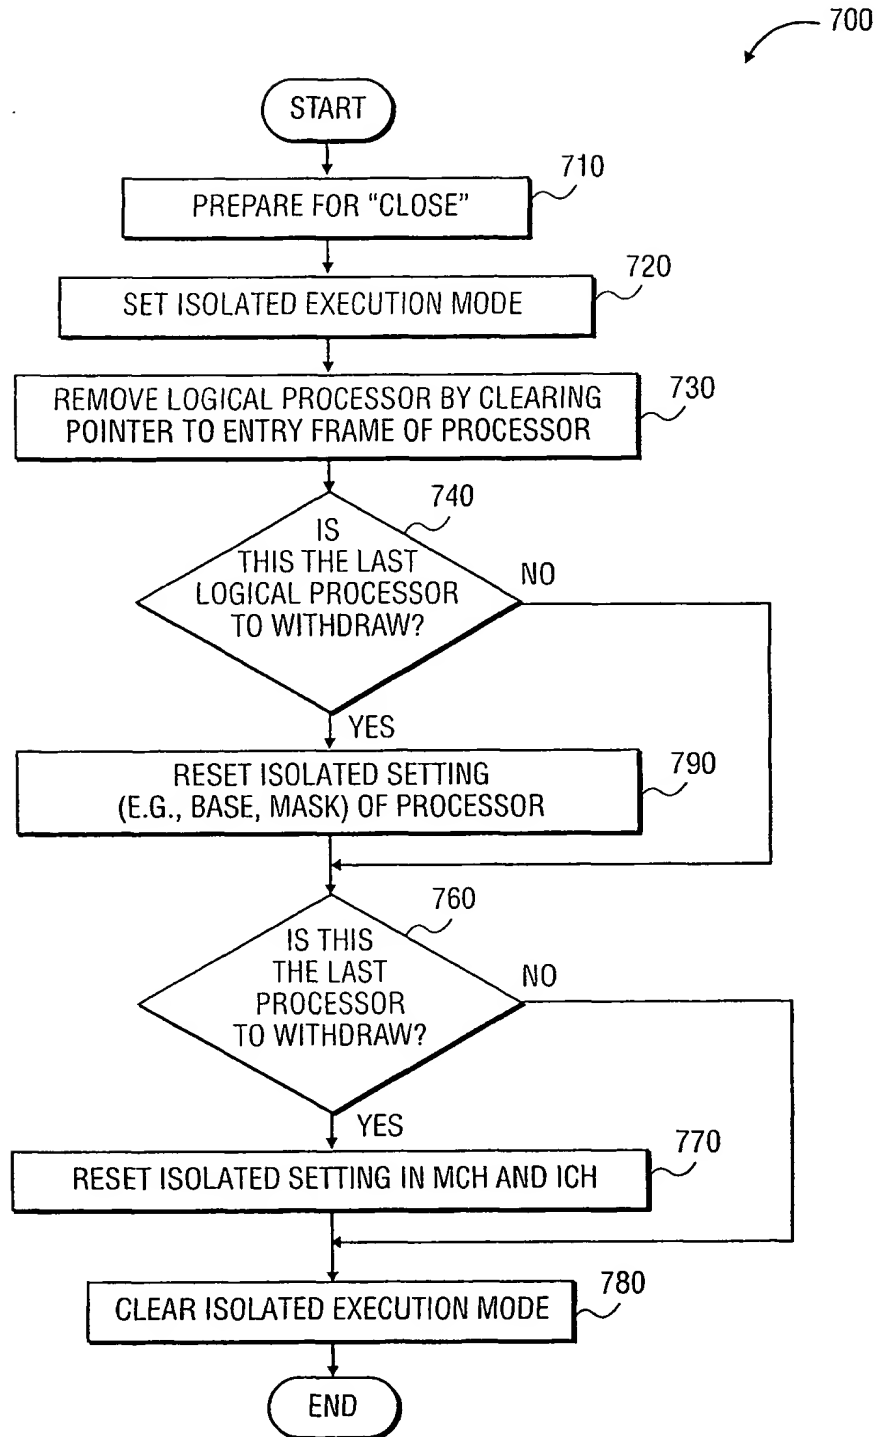 700
START
710
PREPARE FOR “CLOSE”
720
SET ISOLATED EXECUTION MODE
730
REMOVE LOGICAL PROCESSOR BY CLEARING
POINTER TO ENTRY FRAME OF PROCESSOR
740
IS
THIS THE LAST
LOGICAL PROCESSOR
TO WITHDRAW?
NO
YES
790
RESET ISOLATED SETTING
(E.G., BASE, MASK) OF PROCESSOR
760
IS THIS
THE LAST
PROCESSOR
TO WITHDRAW?
NO
YES
770
RESET ISOLATED SETTING IN MCH AND ICH
780
CLEAR ISOLATED EXECUTION MODE
END